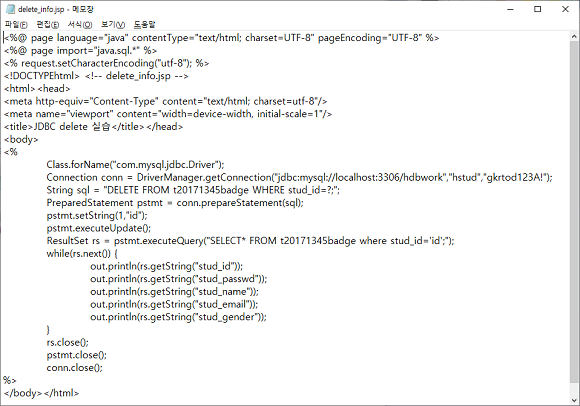 delete_info.jsp - 메모장
파일(F) 편집(E) 서식(O) 보기(V) 도움말
<%@ page language="java" contentType="text/html; charset=UTF-8" pageEncoding="UTF-8" %>
<%@ page import="java.sql.*" %>
<% request.setCharacterEncoding("utf-8"); %>
<!DOCTYPEhtml> <!-- delete_info.jsp -->
<html><head>
<meta http-equiv="Content-Type" content="text/html; charset=utf-8"/>
<meta name="viewport" content="width=device-width, initial-scale=1"/>
<title>JDBC delete 실습</title></head>
<body>
<%
Class.forName("com.mysql.jdbc.Driver");
Connection conn = DriverManager.getConnection("jdbc:mysql://localhost:3306/hdbwork","hstud","gkrtod123A!");
String sql = "DELETE FROM t20171345badge WHERE stud_id=?;";
PreparedStatement pstmt = conn.prepareStatement(sql);
pstmt.setString(1,"id");
pstmt.executeUpdate();
ResultSet rs = pstmt.executeQuery("SELECT* FROM t20171345badge where stud_id='id';");
while(rs.next()) {
out.println(rs.getString("stud_id"));
out.println(rs.getString("stud_passwd"));
out.println(rs.getString("stud_name"));
out.println(rs.getString("stud_email"));
out.println(rs.getString("stud_gender"));
}
rs.close();
pstmt.close();
conn.close();
%>
</body></html>